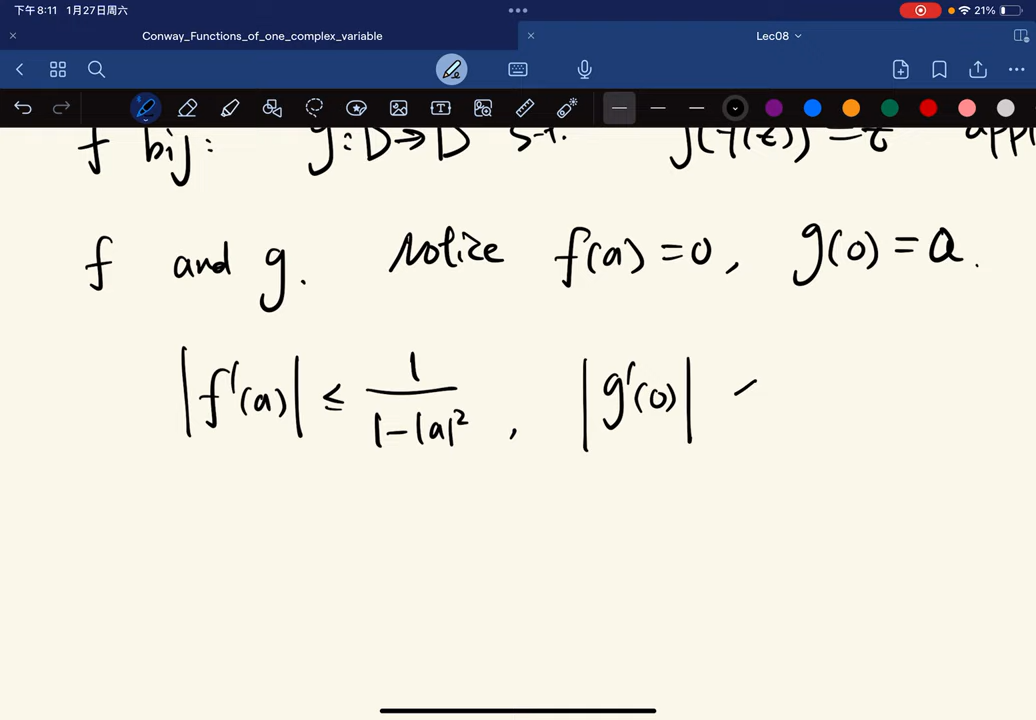 下午8:11 1月27日周六
21%
Conway_Functions_of_one_complex_variable
Lec08
f bij: g: D→D s.t. g(f(z))=z appl
f and g. Notice f(a)=0, g(0)=a.
|f'(a)| ≤ 1/(1-|a|²), |g'(0)|